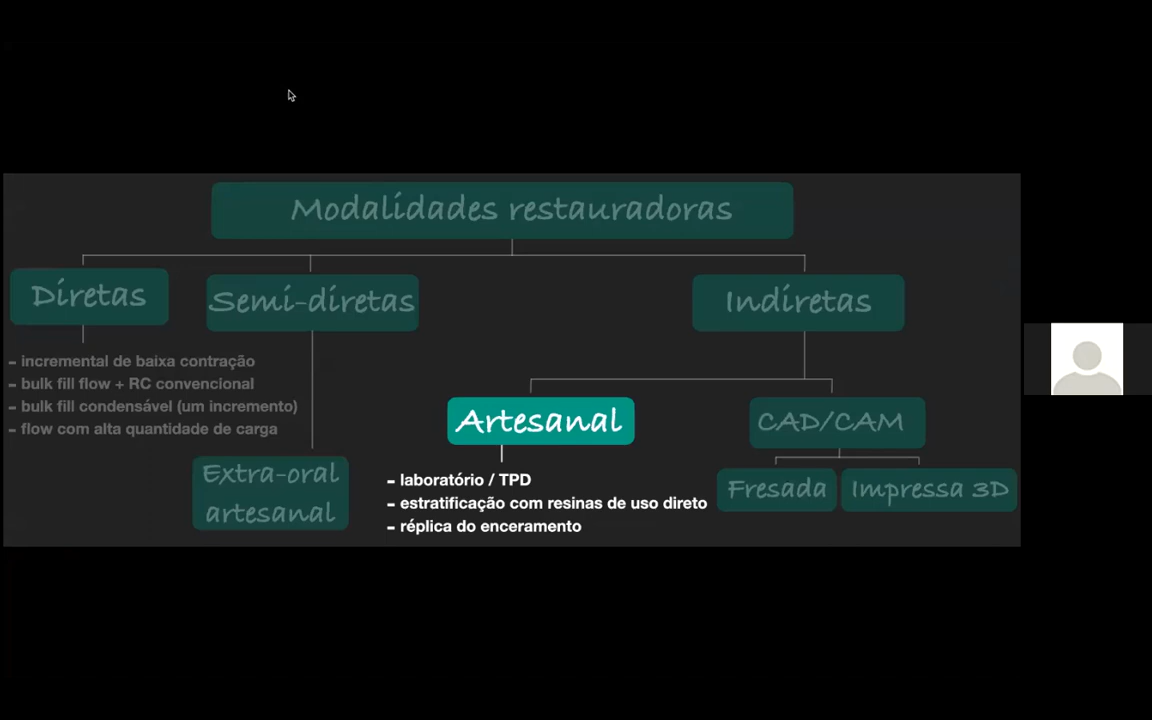 Modalidades restauradoras
Diretas
Semi-diretas
Indiretas
- incremental de baixa contração
- bulk fill flow + RC convencional
- bulk fill condensável (um incremento)
- flow com alta quantidade de carga
Extra-oral
artesanal
Artesanal
- laboratório / TPD
- estratificação com resinas de uso direto
- réplica do enceramento
CAD/CAM
Fresada
Impressa 3D